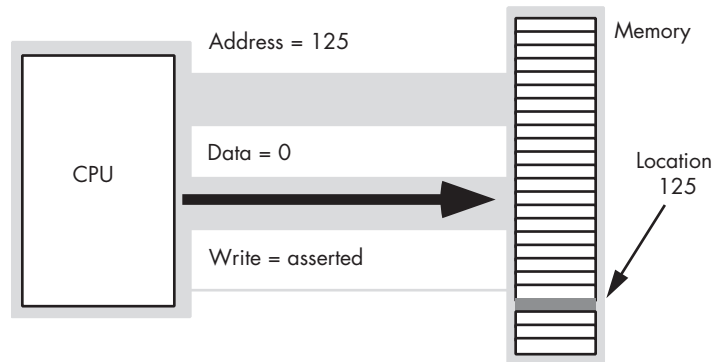 Address = 125
Memory
Data = 0
CPU
Location
125
Write = asserted